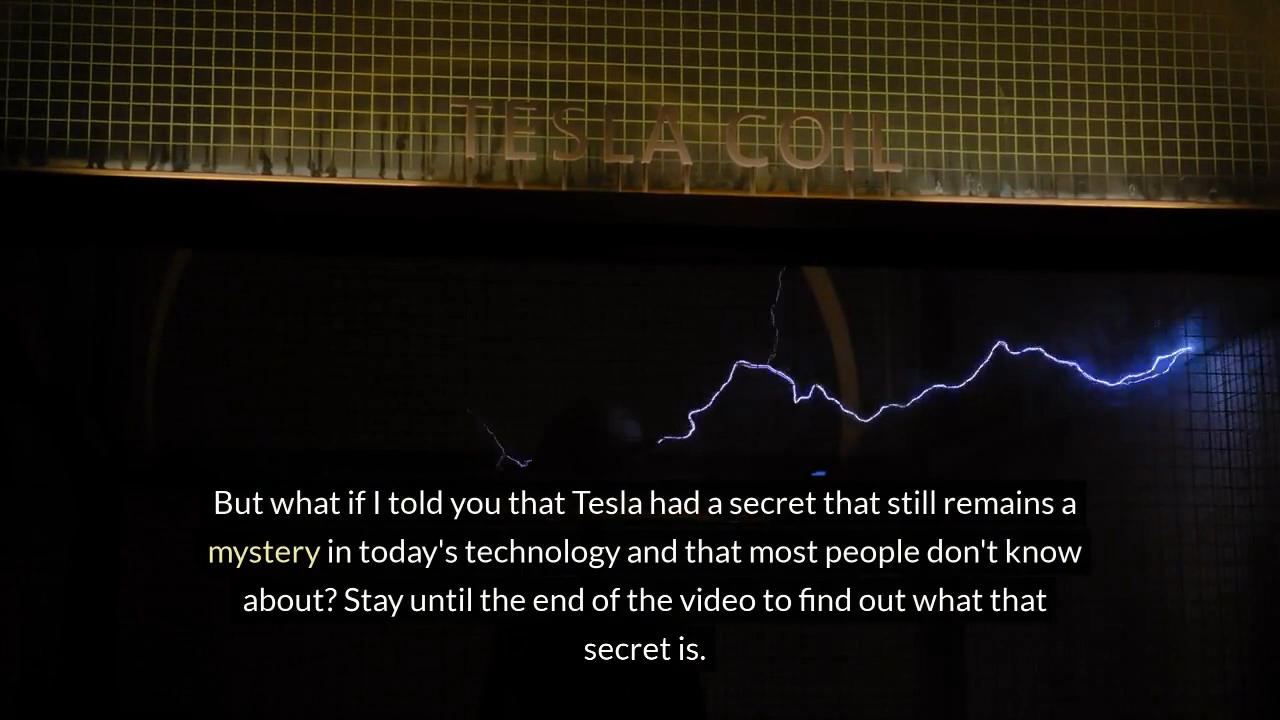 TESLA COIL
But what if I told you that Tesla had a secret that still remains a
mystery in today's technology and that most people don't know
about? Stay until the end of the video to find out what that
secret is.